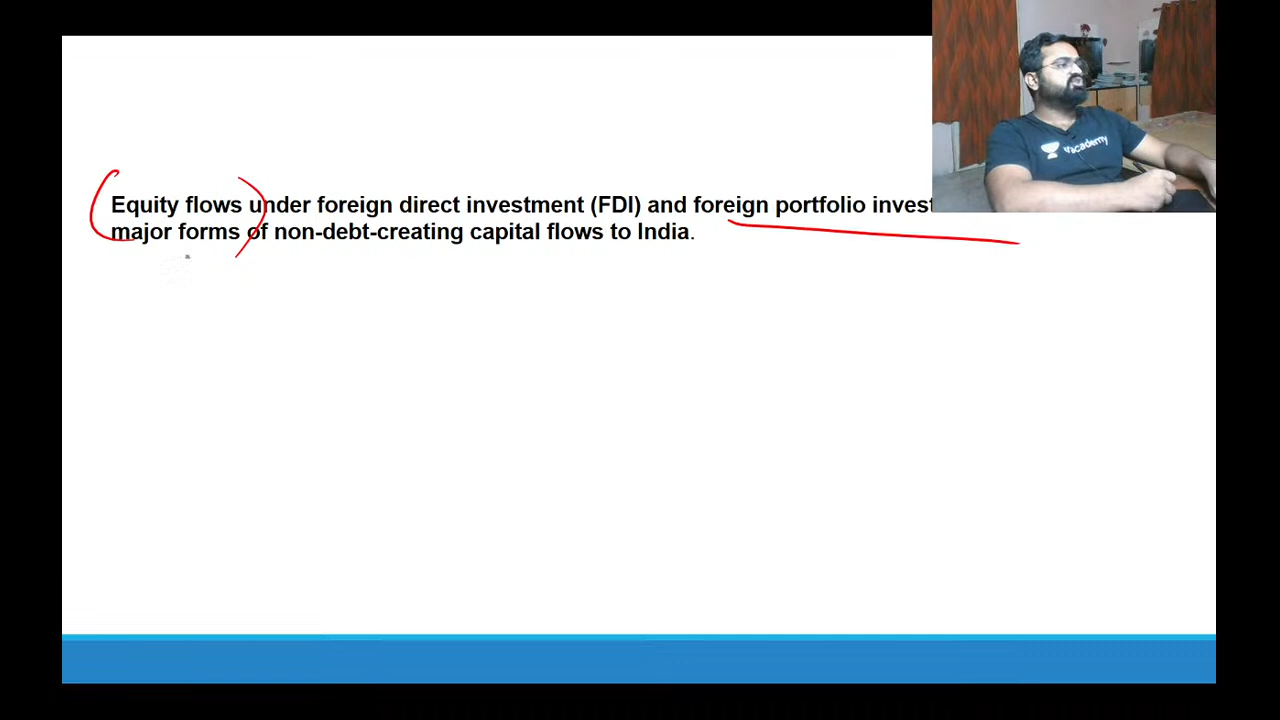 Equity flows under foreign direct investment (FDI) and foreign portfolio
major forms of non-debt-creating capital flows to India.